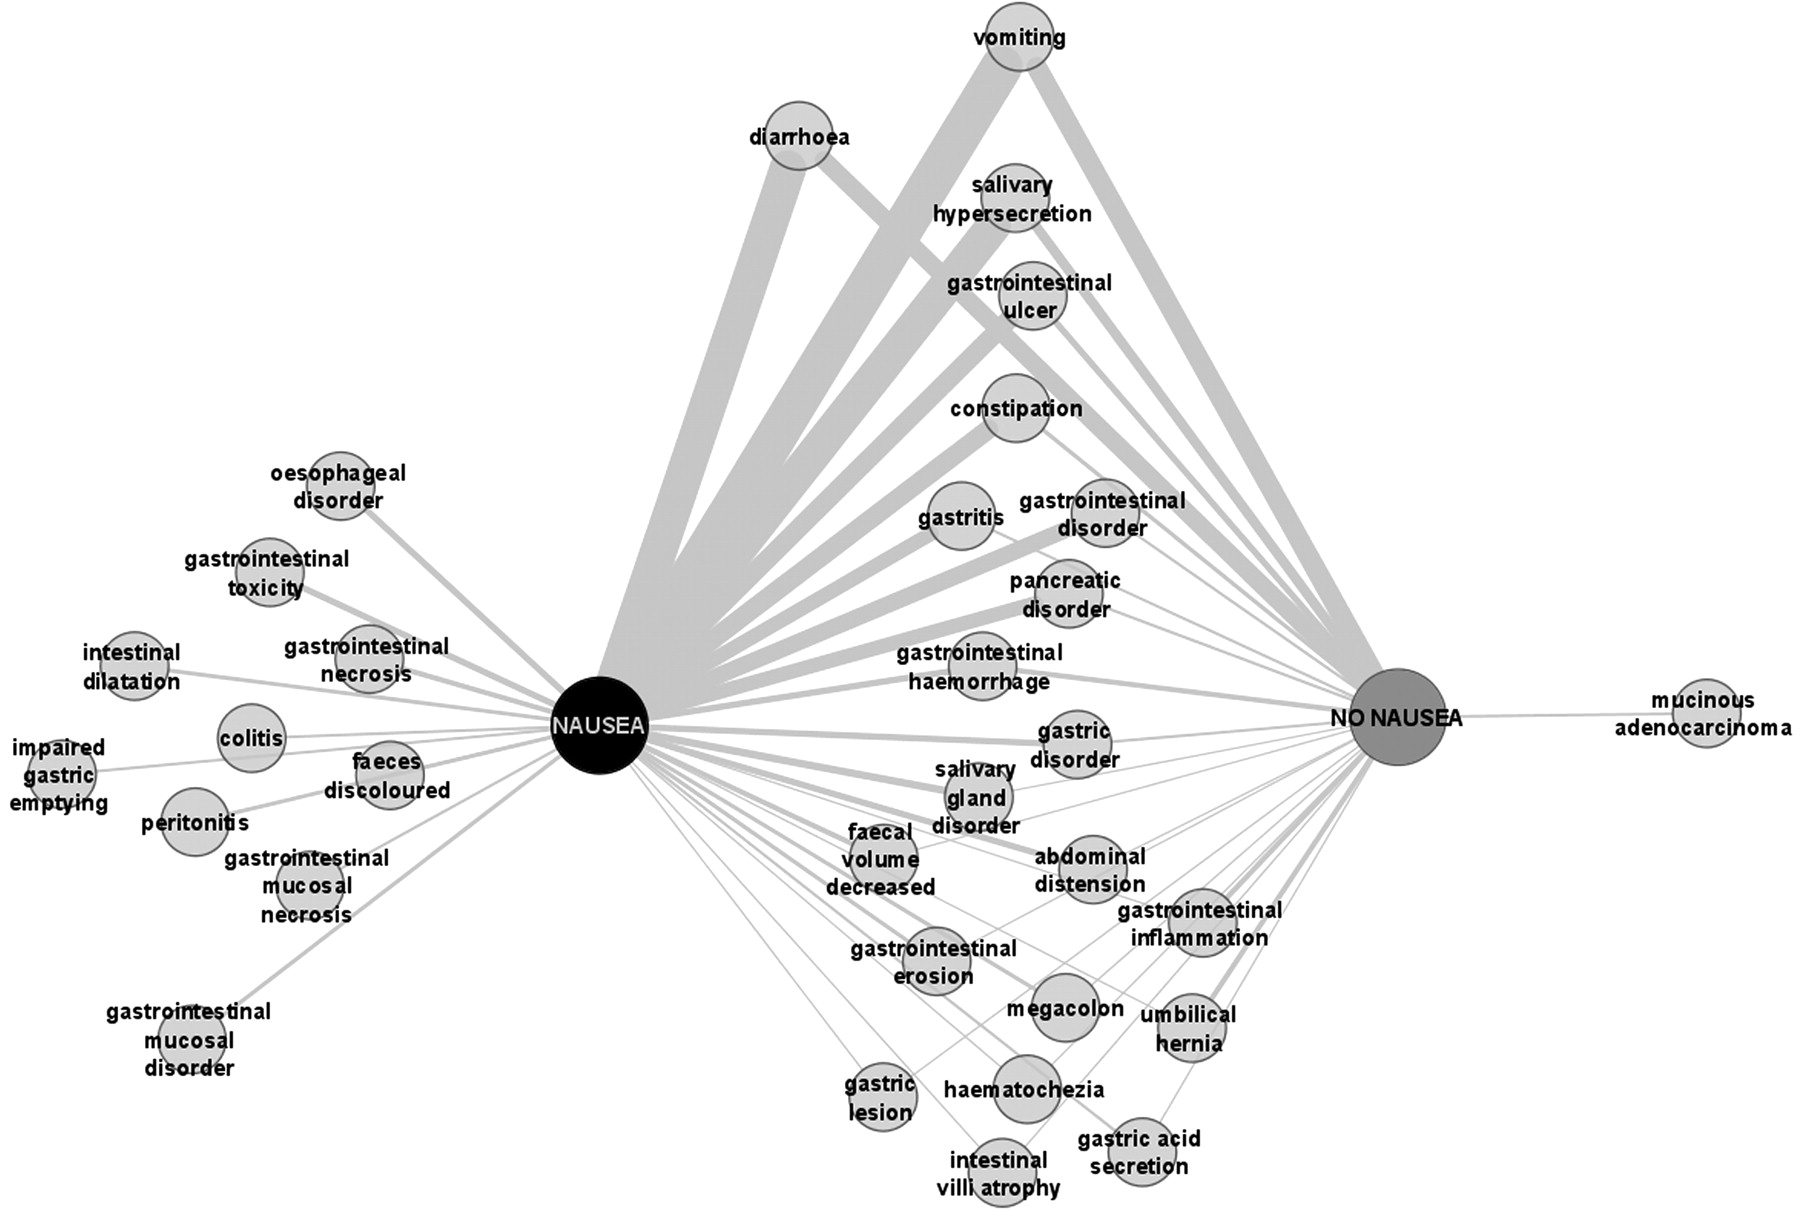 vomiting
diarrhoea
salivary
hypersecretion
gastrointestinal
ulcer
constipation
oesophageal
disorder
gastritis
gastrointestinal
disorder
gastrointestinal
toxicity
pancreatic
disorder
intestinal
dilatation
gastrointestinal
necrosis
gastrointestinal
haemorrhage
NAUSEA
NO NAUSEA
mucinous
adenocarcinoma
colitis
impaired
gastric
emptying
faeces
discoloured
gastric
disorder
salivary
gland
disorder
peritonitis
faecal
volume
decreased
abdominal
distension
gastrointestinal
mucosal
necrosis
gastrointestinal
inflammation
gastrointestinal
erosion
megacolon
umbilical
hernia
gastrointestinal
mucosal
disorder
gastric
lesion
haematochezia
gastric acid
secretion
intestinal
villi atrophy